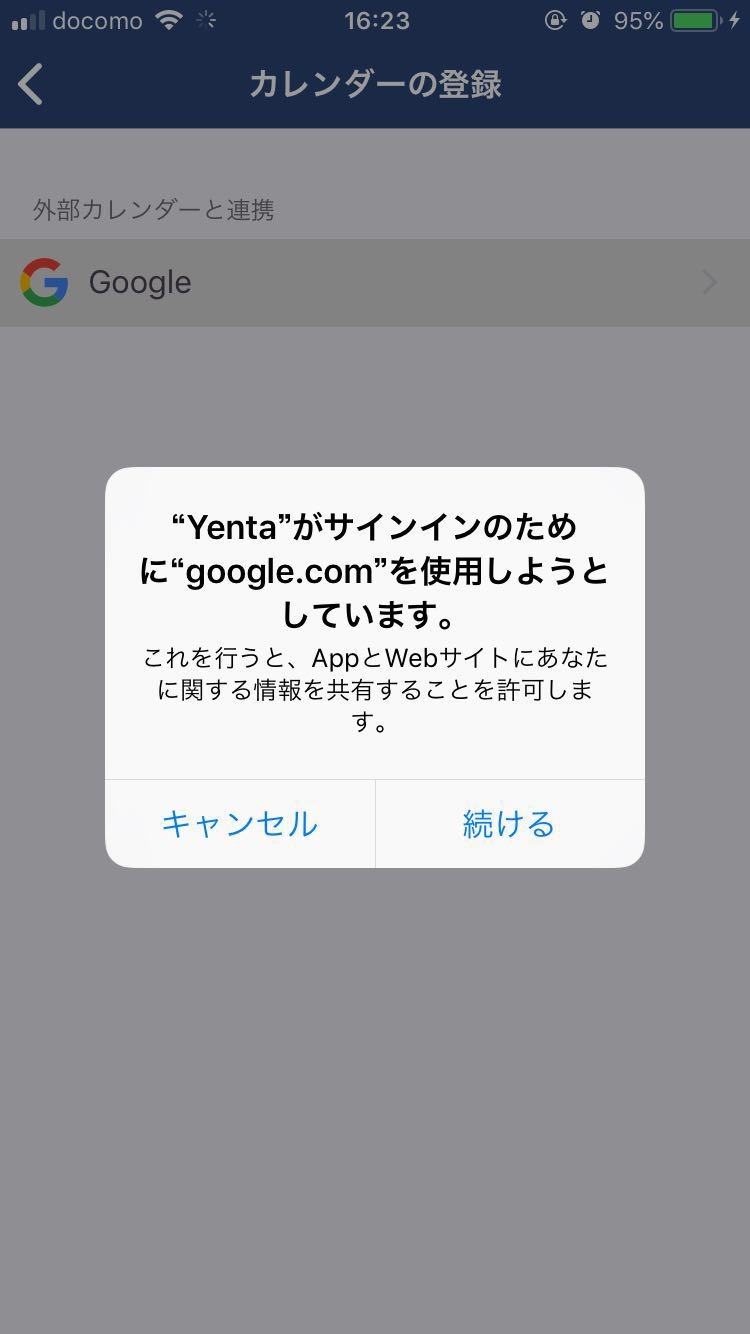 docomo 16:23 95%
カレンダーの登録
外部カレンダーと連携
Google
“Yenta”がサインインのため
に“google.com”を使用しようと
しています。
これを行うと、AppとWebサイトにあなた
に関する情報を共有することを許可しま
す。
キャンセル 続ける